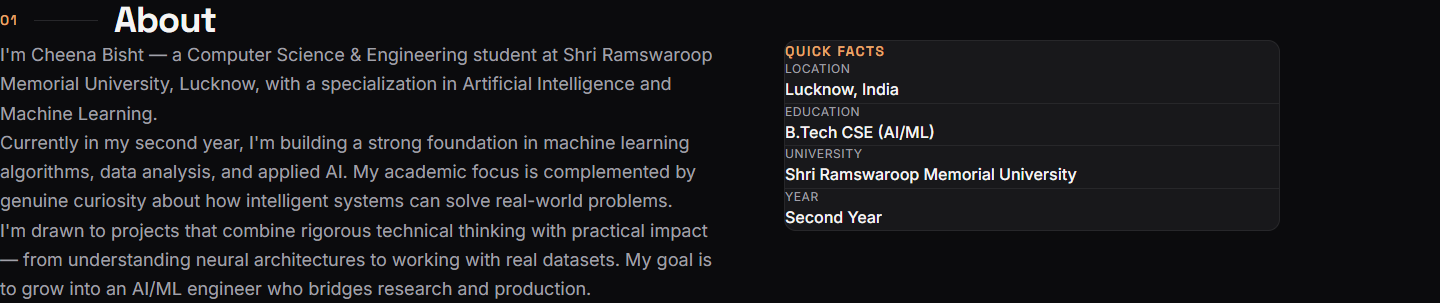 01 About
I'm Cheena Bisht — a Computer Science & Engineering student at Shri Ramswaroop
Memorial University, Lucknow, with a specialization in Artificial Intelligence and
Machine Learning.
Currently in my second year, I'm building a strong foundation in machine learning
algorithms, data analysis, and applied AI. My academic focus is complemented by
genuine curiosity about how intelligent systems can solve real-world problems.
I'm drawn to projects that combine rigorous technical thinking with practical impact
— from understanding neural architectures to working with real datasets. My goal is
to grow into an AI/ML engineer who bridges research and production.
QUICK FACTS
LOCATION
Lucknow, India
EDUCATION
B.Tech CSE (AI/ML)
UNIVERSITY
Shri Ramswaroop Memorial University
YEAR
Second Year